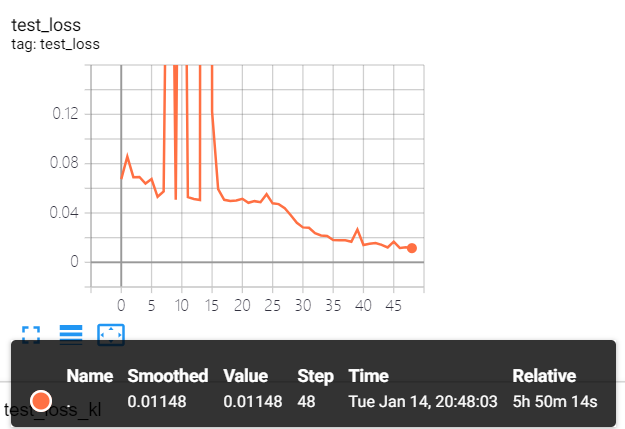 test_loss
tag: test_loss
0.12
0.08
0.04
0
0 5 10 15 20 25 30 35 40 45
Name Smoothed Value Step Time Relative
. 0.01148 0.01148 48 Tue Jan 14, 20:48:03 5h 50m 14s
test_loss_kl